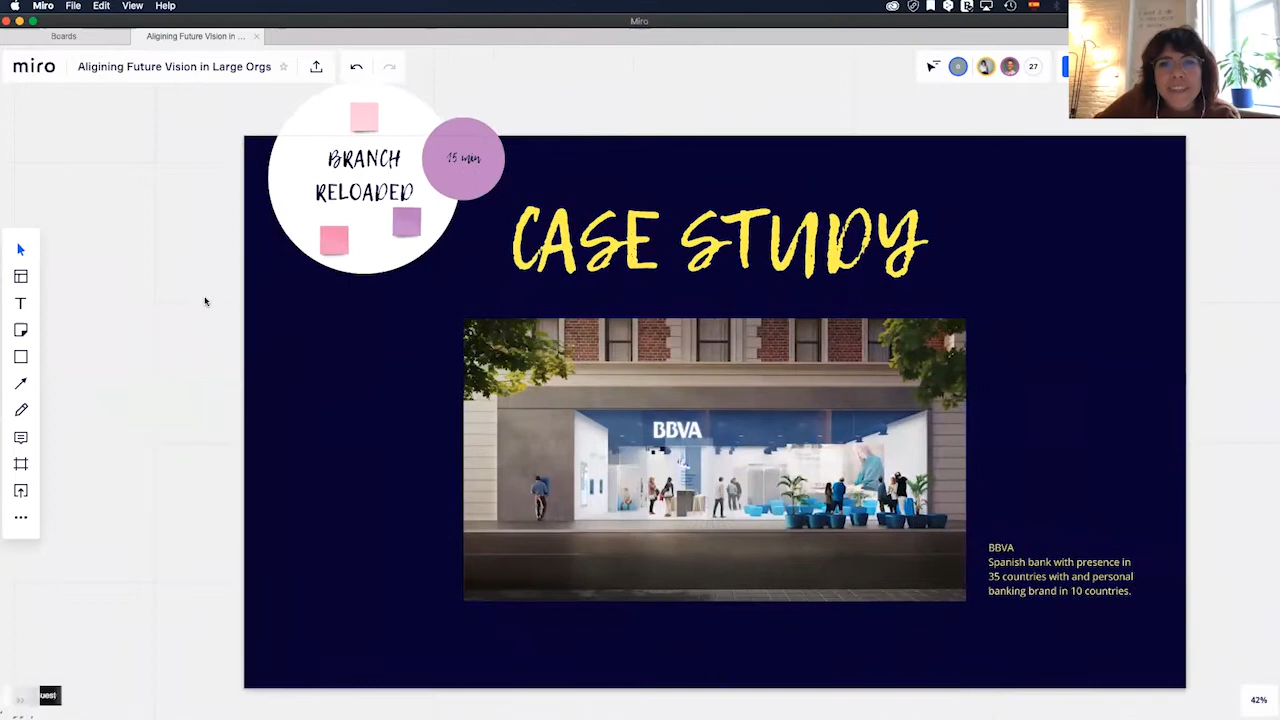 Miro File Edit View Help
Miro
Boards
Aligining Future Vision in ...
miro
Aligining Future Vision in Large Orgs
27
BRANCH
RELOADED
15 min
CASE STUDY
BBVA
BBVA
Spanish bank with presence in
35 countries with and personal
banking brand in 10 countries.
uest
42%